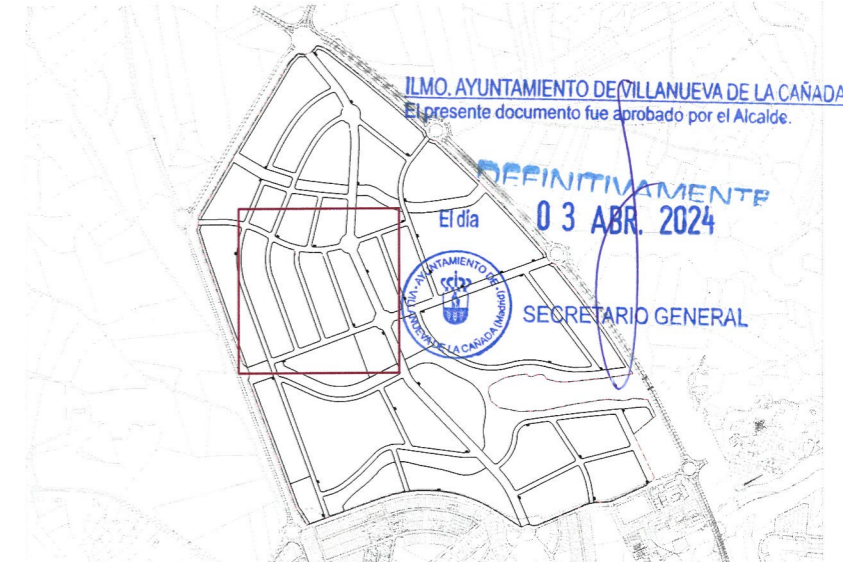 ILMO. AYUNTAMIENTO DE VILLANUEVA DE LA CAÑADA
El presente documento fue aprobado por el Alcalde.
DEFINITIVAMENTE
El día 03 ABR. 2024
AYUNTAMIENTO DE
VILLANUEVA DE LA CAÑADA (Madrid)
SECRETARIO GENERAL